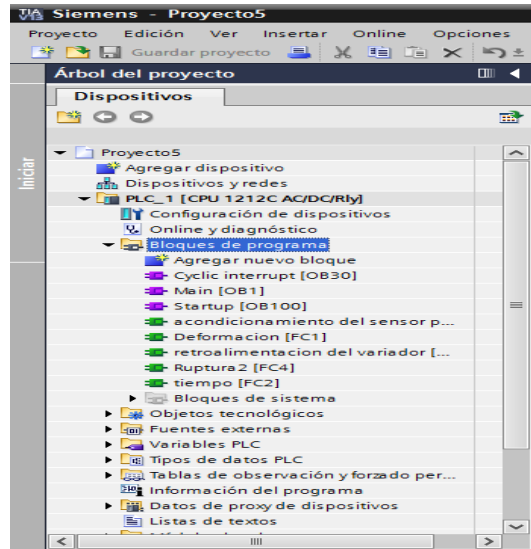 Siemens - Proyecto5
Proyecto Edición Ver Insertar Online Opciones
Guardar proyecto
Árbol del proyecto
Dispositivos
Iniciar
Proyecto5
Agregar dispositivo
Dispositivos y redes
PLC_1 [CPU 1212C AC/DC/Rly]
Configuración de dispositivos
Online y diagnóstico
Bloques de programa
Agregar nuevo bloque
Cyclic interrupt [OB30]
Main [OB1]
Startup [OB100]
acondicionamiento del sensor p...
Deformacion [FC1]
retroalimentacion del variador [...
Ruptura2 [FC4]
tiempo [FC2]
Bloques de sistema
Objetos tecnológicos
Fuentes externas
Variables PLC
Tipos de datos PLC
Tablas de observación y forzado per...
Información del programa
Datos de proxy de dispositivos
Listas de textos